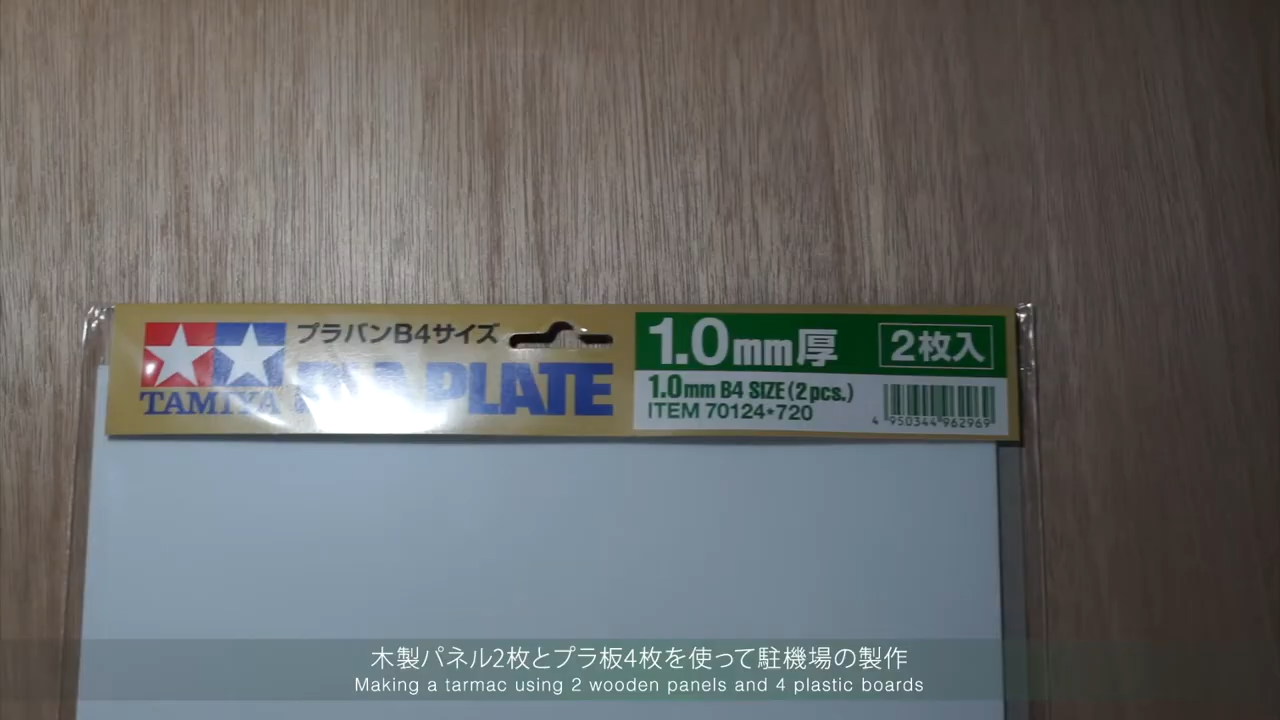 プラバンB4サイズ
TAMIYA
PLATE
1.0mm厚
2枚入
1.0mm B4 SIZE (2pcs.)
ITEM 70124*720
4 950344 962969
木製パネル2枚とプラ板4枚を使って駐機場の製作
Making a tarmac using 2 wooden panels and 4 plastic boards